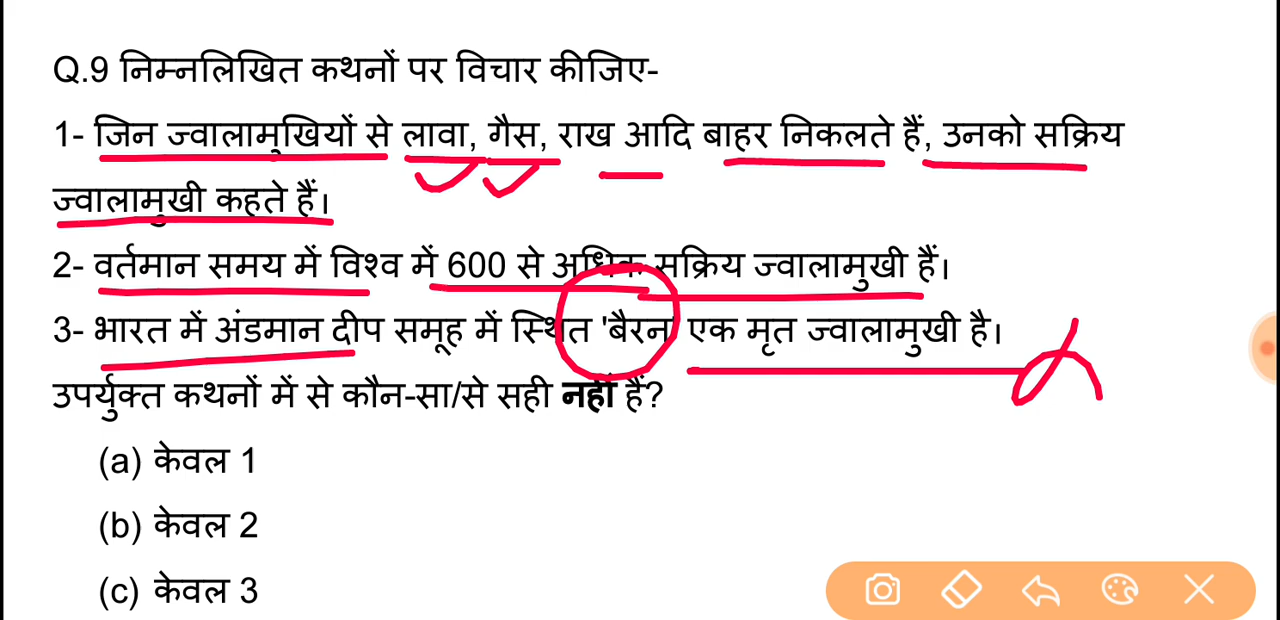 Q.9 निम्नलिखित कथनों पर विचार कीजिए-
1- जिन ज्वालामुखियों से लावा, गैस, राख आदि बाहर निकलते हैं, उनको सक्रिय
ज्वालामुखी कहते हैं।
2- वर्तमान समय में विश्व में 600 से अधिक सक्रिय ज्वालामुखी हैं।
3- भारत में अंडमान दीप समूह में स्थित 'बैरन' एक मृत ज्वालामुखी है।
उपर्युक्त कथनों में से कौन-सा/से सही नहीं हैं?
(a) केवल 1
(b) केवल 2
(c) केवल 3